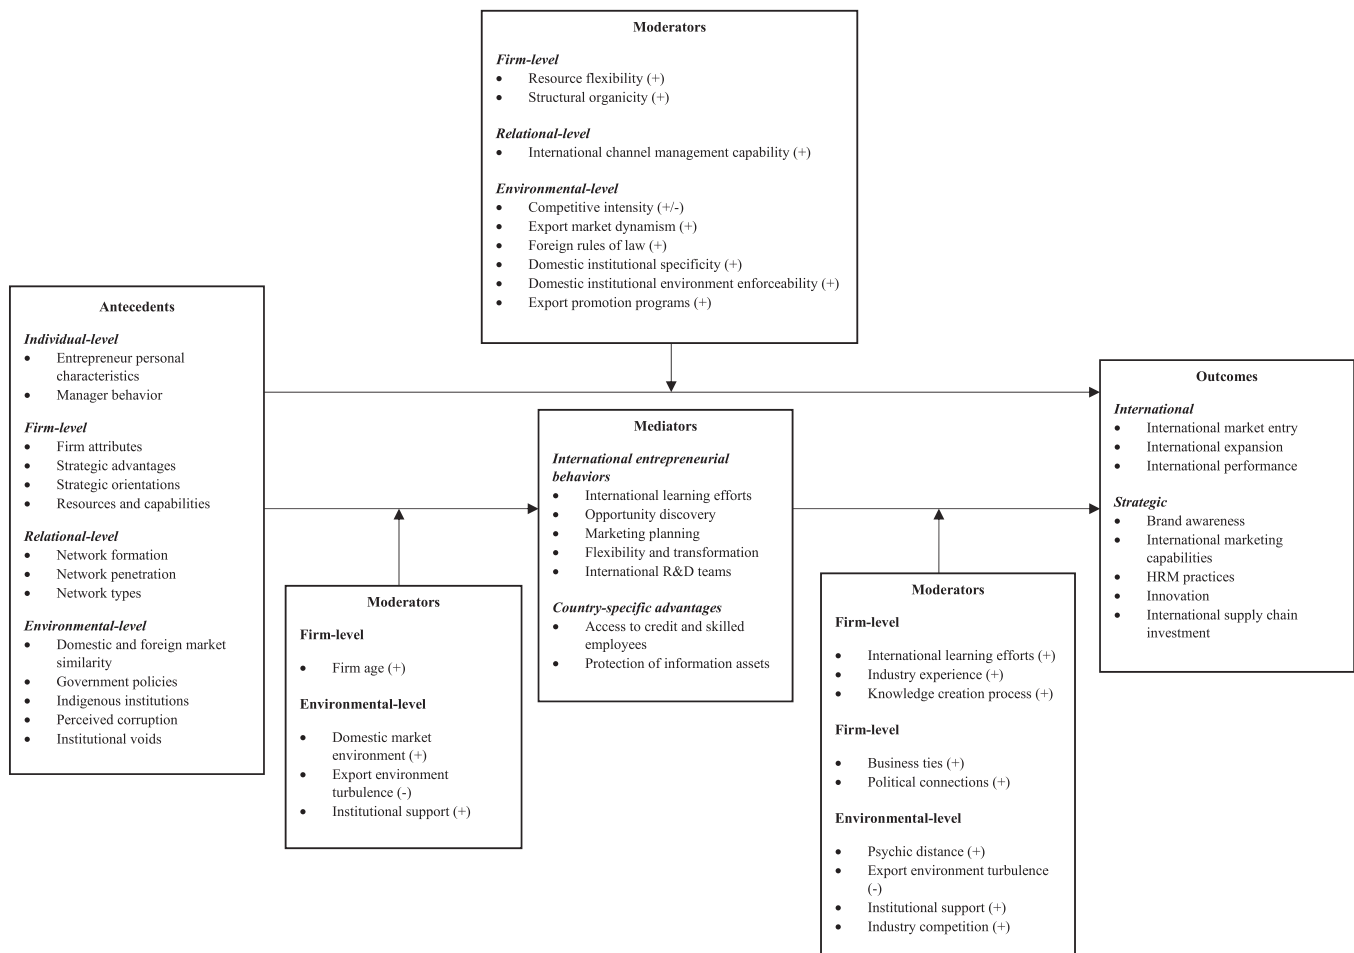 Moderators
Firm-level
• Resource flexibility (+)
• Structural organicity (+)
Relational-level
• International channel management capability (+)
Environmental-level
• Competitive intensity (+/-)
• Export market dynamism (+)
• Foreign rules of law (+)
• Domestic institutional specificity (+)
• Domestic institutional environment enforceability (+)
• Export promotion programs (+)
Antecedents
Individual-level
• Entrepreneur personal
characteristics
• Manager behavior
Firm-level
• Firm attributes
• Strategic advantages
• Strategic orientations
• Resources and capabilities
Relational-level
• Network formation
• Network penetration
• Network types
Environmental-level
• Domestic and foreign market
similarity
• Government policies
• Indigenous institutions
• Perceived corruption
• Institutional voids
Moderators
Firm-level
• Firm age (+)
Environmental-level
• Domestic market
environment (+)
• Export environment
turbulence (-)
• Institutional support (+)
Mediators
International entrepreneurial
behaviors
• International learning efforts
• Opportunity discovery
• Marketing planning
• Flexibility and transformation
• International R&D teams
Country-specific advantages
• Access to credit and skilled
employees
• Protection of information assets
Moderators
Firm-level
• International learning efforts (+)
• Industry experience (+)
• Knowledge creation process (+)
Firm-level
• Business ties (+)
• Political connections (+)
Environmental-level
• Psychic distance (+)
• Export environment turbulence
(-)
• Institutional support (+)
• Industry competition (+)
Outcomes
International
• International market entry
• International expansion
• International performance
Strategic
• Brand awareness
• International marketing
capabilities
• HRM practices
• Innovation
• International supply chain
investment